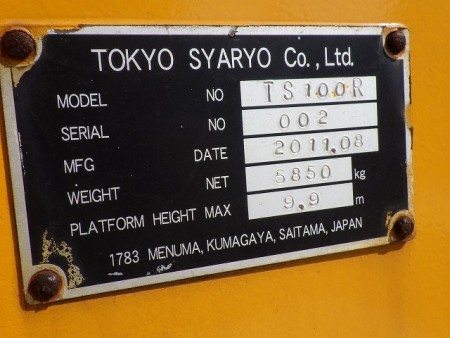 TOKYO SYARYO Co.,Ltd.
MODEL NO TS100R
SERIAL NO 002
MFG DATE 2011.08
WEIGHT NET 5850 kg
PLATFORM HEIGHT MAX 9.9 m
1783 MENUMA, KUMAGAYA, SAITAMA, JAPAN